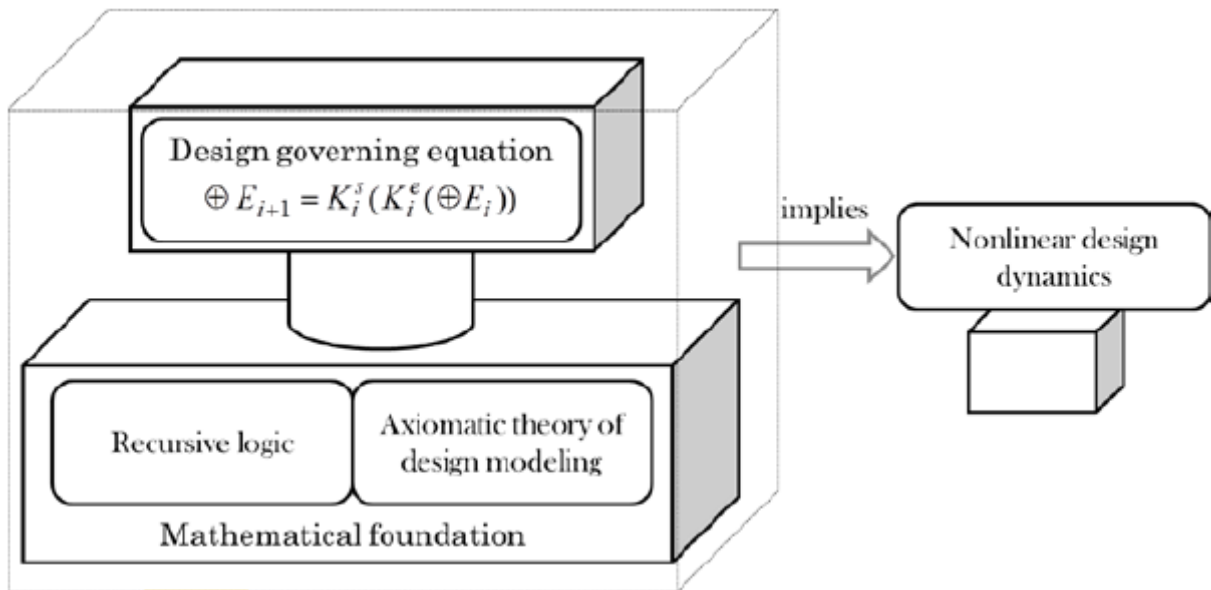 Design governing equation
⊕ E_{i+1} = K_i^s (K_i^e (⊕E_i))
implies
Nonlinear design
dynamics
Recursive logic
Axiomatic theory of
design modeling
Mathematical foundation